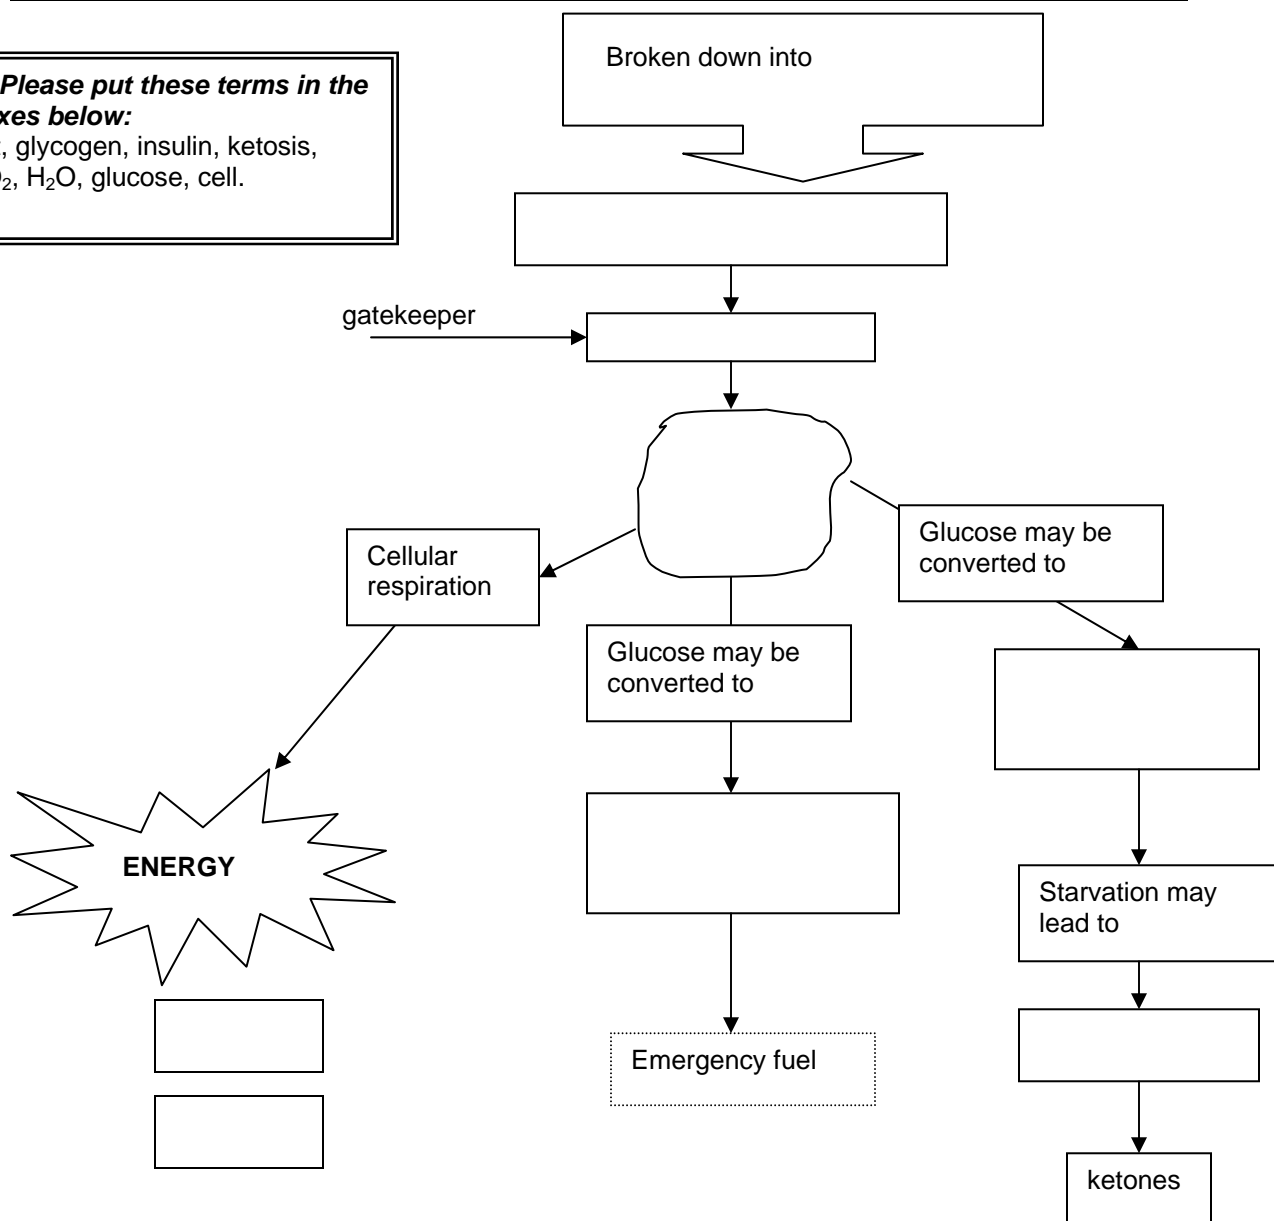 Broken down into
Please put these terms in the
below:
glycogen, insulin, ketosis,
H₂O, glucose, cell.
gatekeeper
Cellular
respiration
Glucose may be
converted to
Glucose may be
converted to
ENERGY
Starvation may
lead to
Emergency fuel
ketones